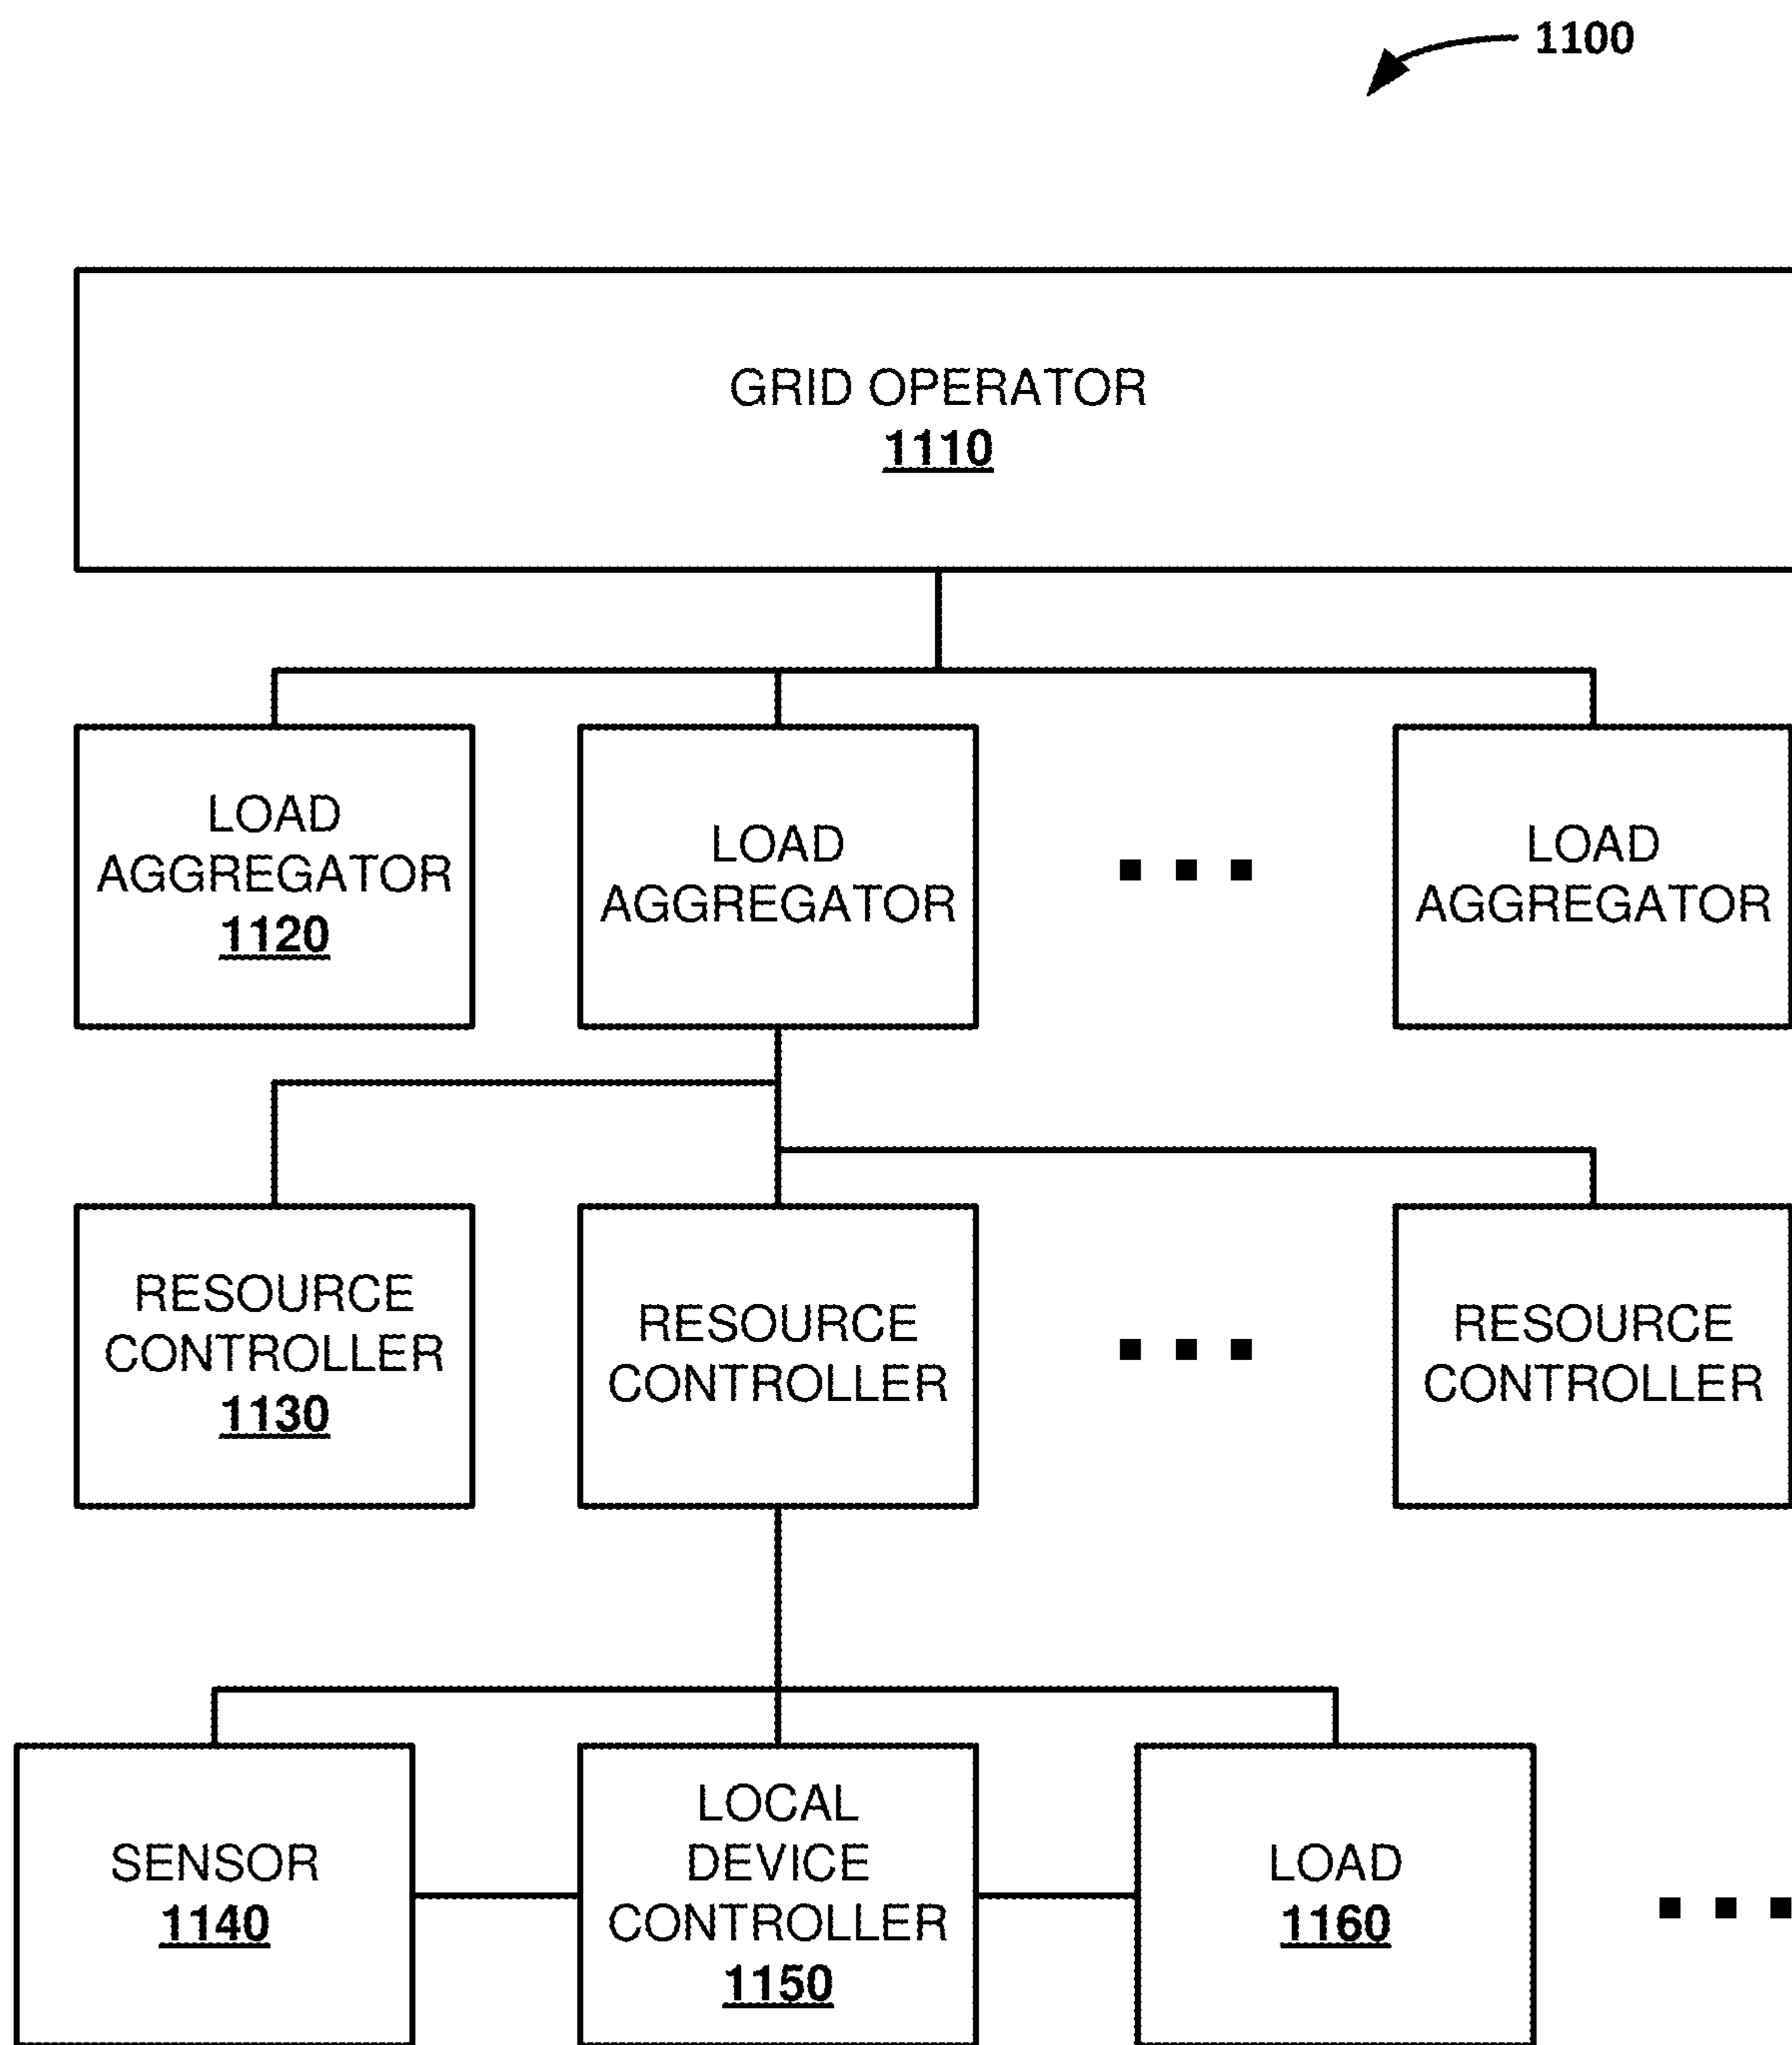 1100
GRID OPERATOR
1110
LOAD
AGGREGATOR
1120
LOAD
AGGREGATOR
LOAD
AGGREGATOR
RESOURCE
CONTROLLER
1130
RESOURCE
CONTROLLER
RESOURCE
CONTROLLER
SENSOR
1140
LOCAL
DEVICE
CONTROLLER
1150
LOAD
1160